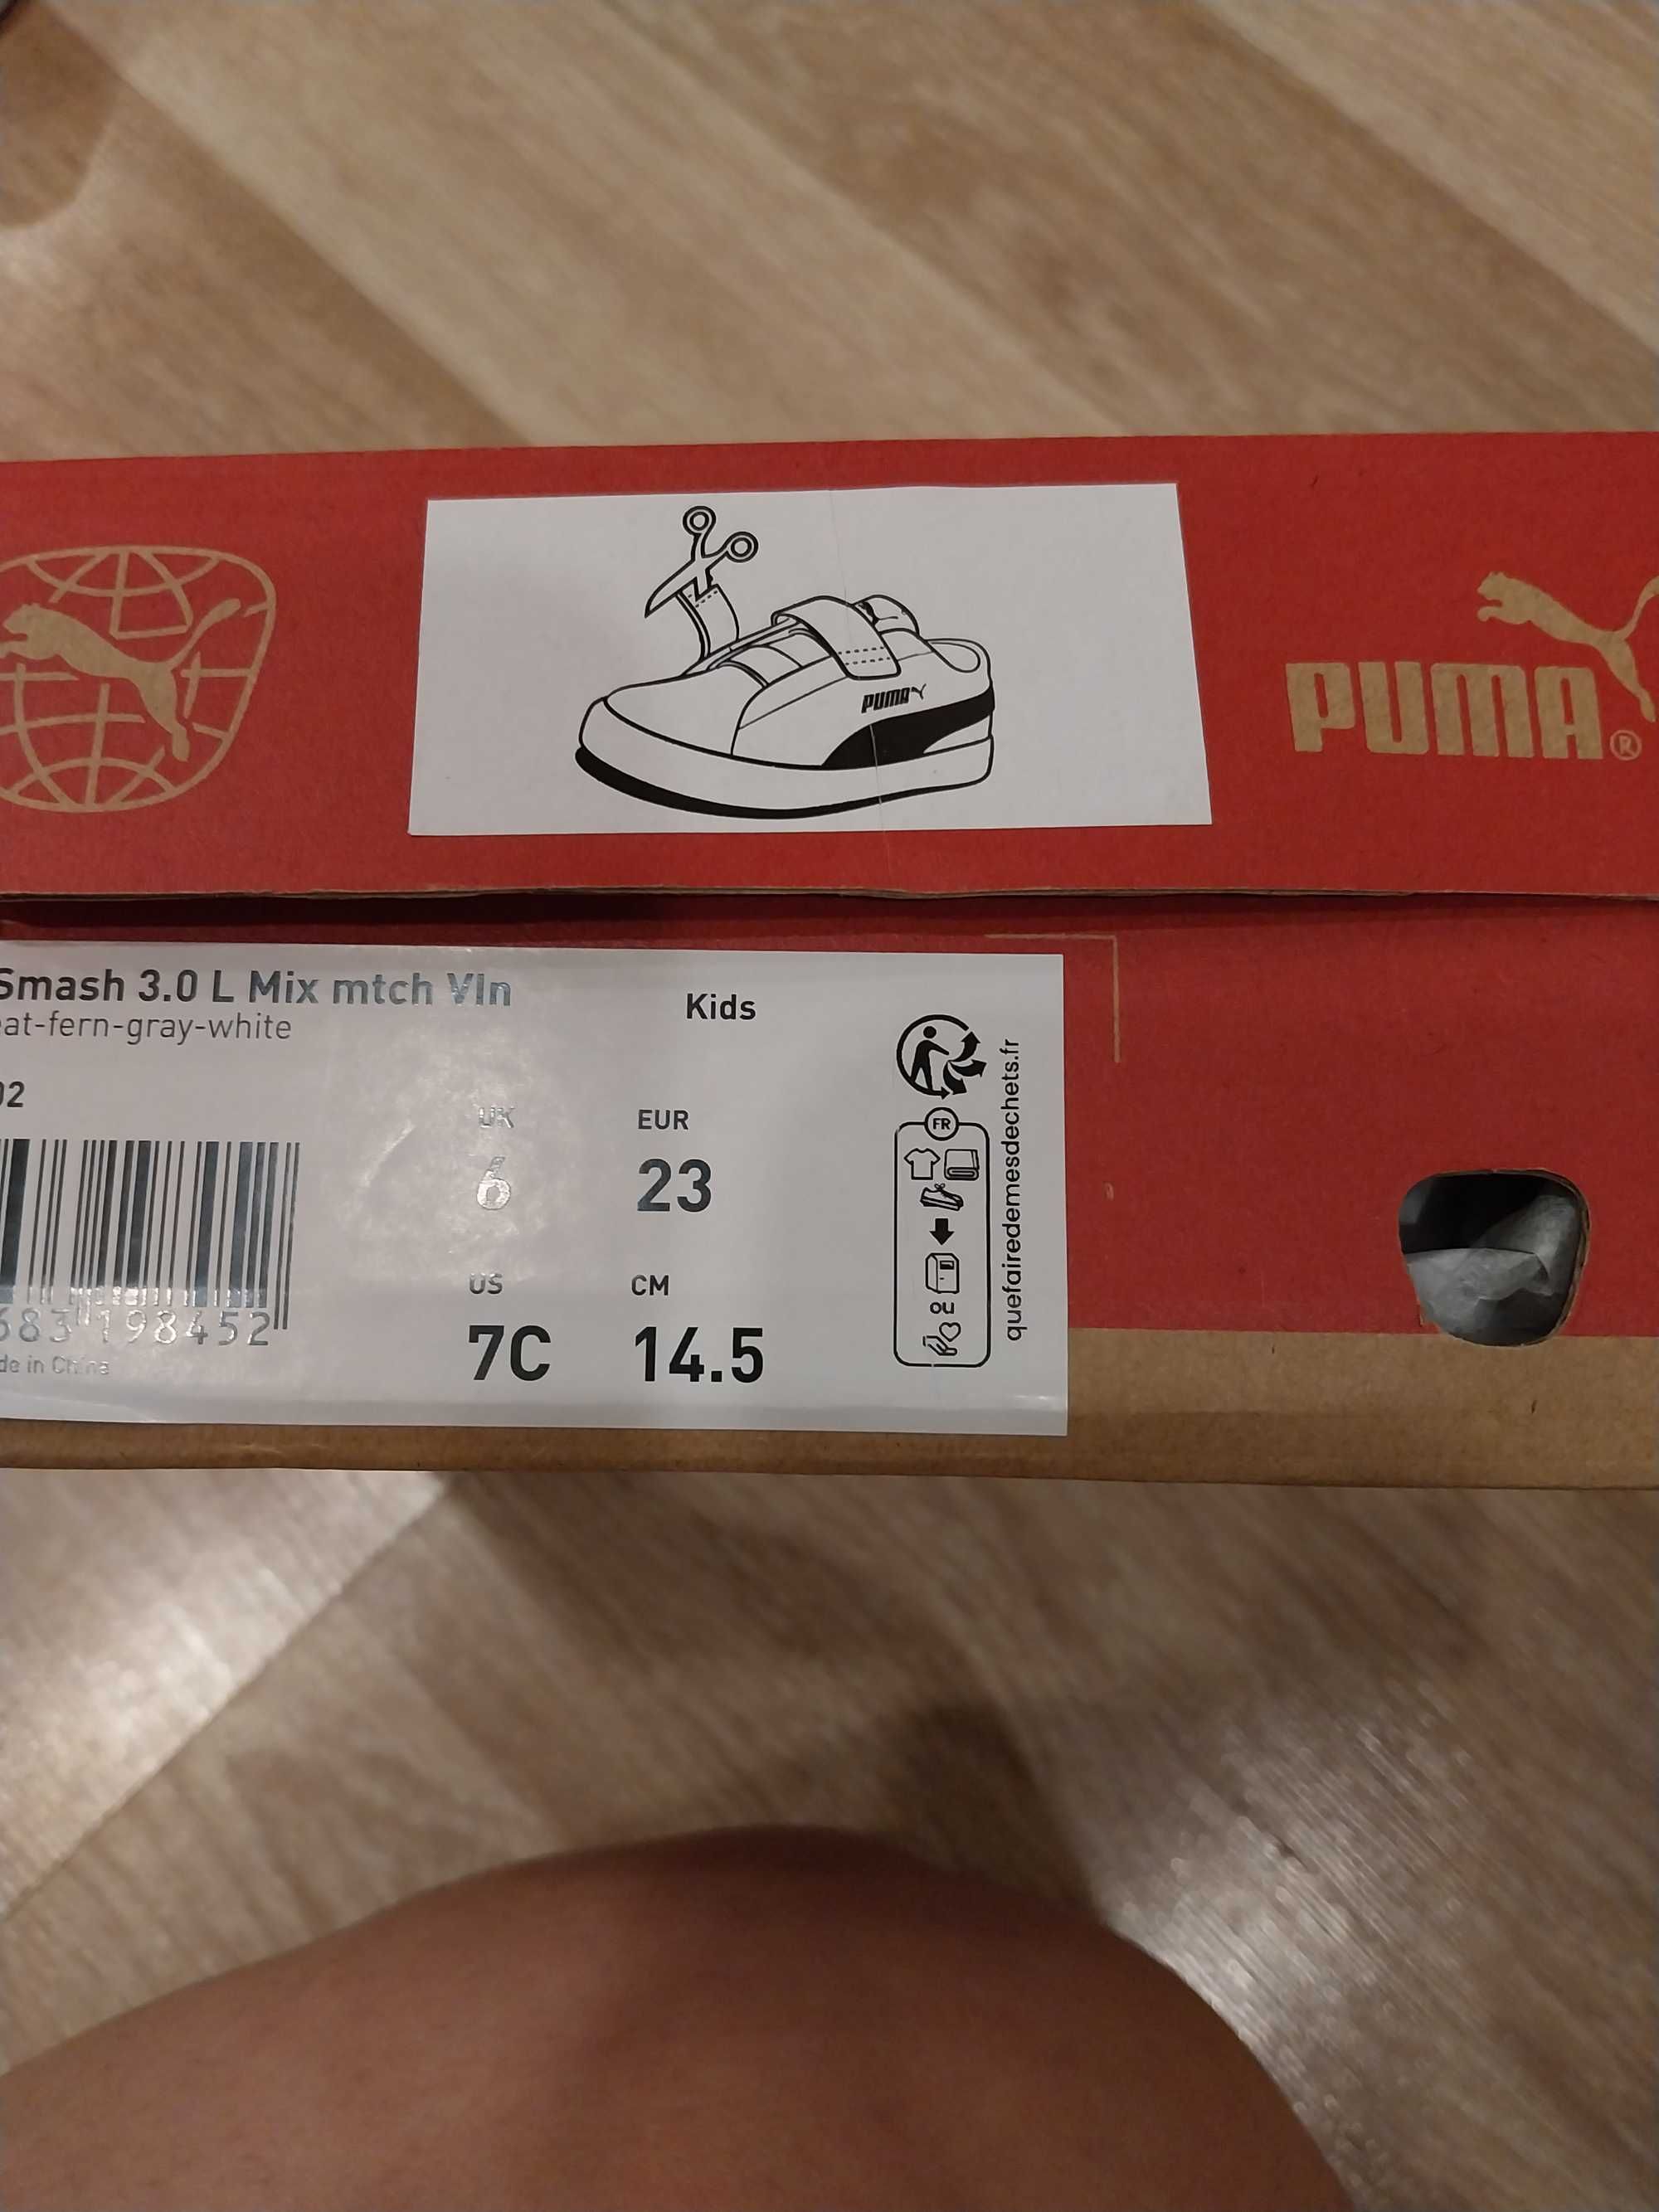 PUMA
PUMA®
Smash 3.0 L Mix mtch Vln
Kids
at-fern-gray-white
02
UK
EUR
6
23
US
CM
7C
14.5
683 198452
de in China
FR
ou
quefairedemesdechets.fr